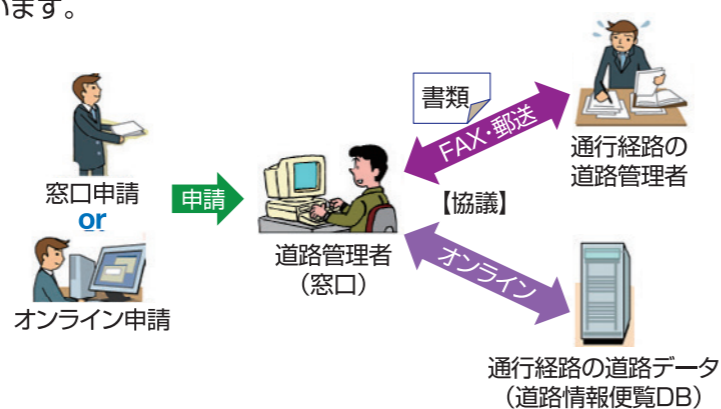 います。
書類
FAX・郵送
通行経路の
道路管理者
窓口申請
or
申請
【協議】
道路管理者
（窓口）
オンライン
オンライン申請
通行経路の道路データ
（道路情報便覧DB）